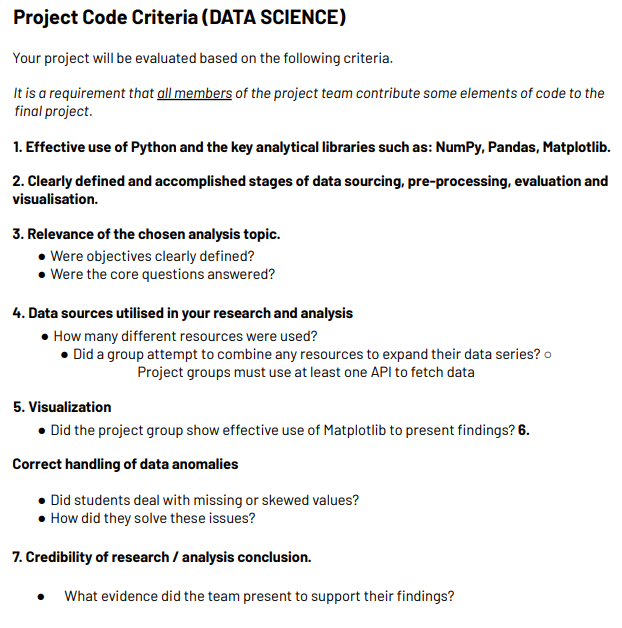 Project Code Criteria (DATA SCIENCE)
Your project will be evaluated based on the following criteria.
It is a requirement that all members of the project team contribute some elements of code to the
final project.
1. Effective use of Python and the key analytical libraries such as: NumPy, Pandas, Matplotlib.
2. Clearly defined and accomplished stages of data sourcing, pre-processing, evaluation and
visualisation.
3. Relevance of the chosen analysis topic.
● Were objectives clearly defined?
● Were the core questions answered?
4. Data sources utilised in your research and analysis
● How many different resources were used?
● Did a group attempt to combine any resources to expand their data series? ○
Project groups must use at least one API to fetch data
5. Visualization
● Did the project group show effective use of Matplotlib to present findings? 6.
Correct handling of data anomalies
● Did students deal with missing or skewed values?
● How did they solve these issues?
7. Credibility of research / analysis conclusion.
● What evidence did the team present to support their findings?